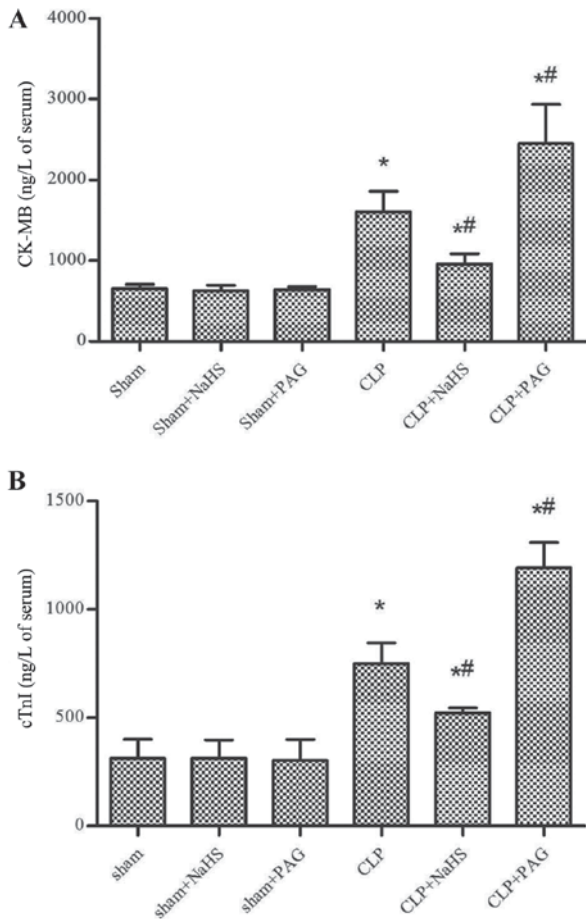 A
4000
3000
2000
1000
0
CK-MB (ng/L of serum)
*
*#
*#
Sham
Sham+NaHS
Sham+PAG
CLP
CLP+NaHS
CLP+PAG
B
1500
1000
500
0
cTnI (ng/L of serum)
*
*#
*#
sham
sham+NaHS
sham+PAG
CLP
CLP+NaHS
CLP+PAG